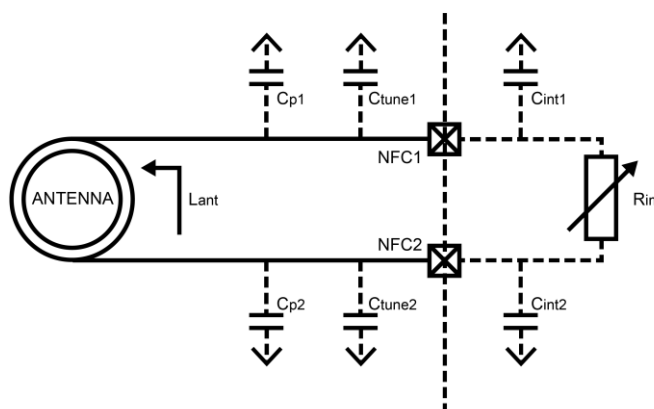 Cp1
Ctune1
Cint1
NFC1
ANTENNA
Lant
Rin
NFC2
Cp2
Ctune2
Cint2